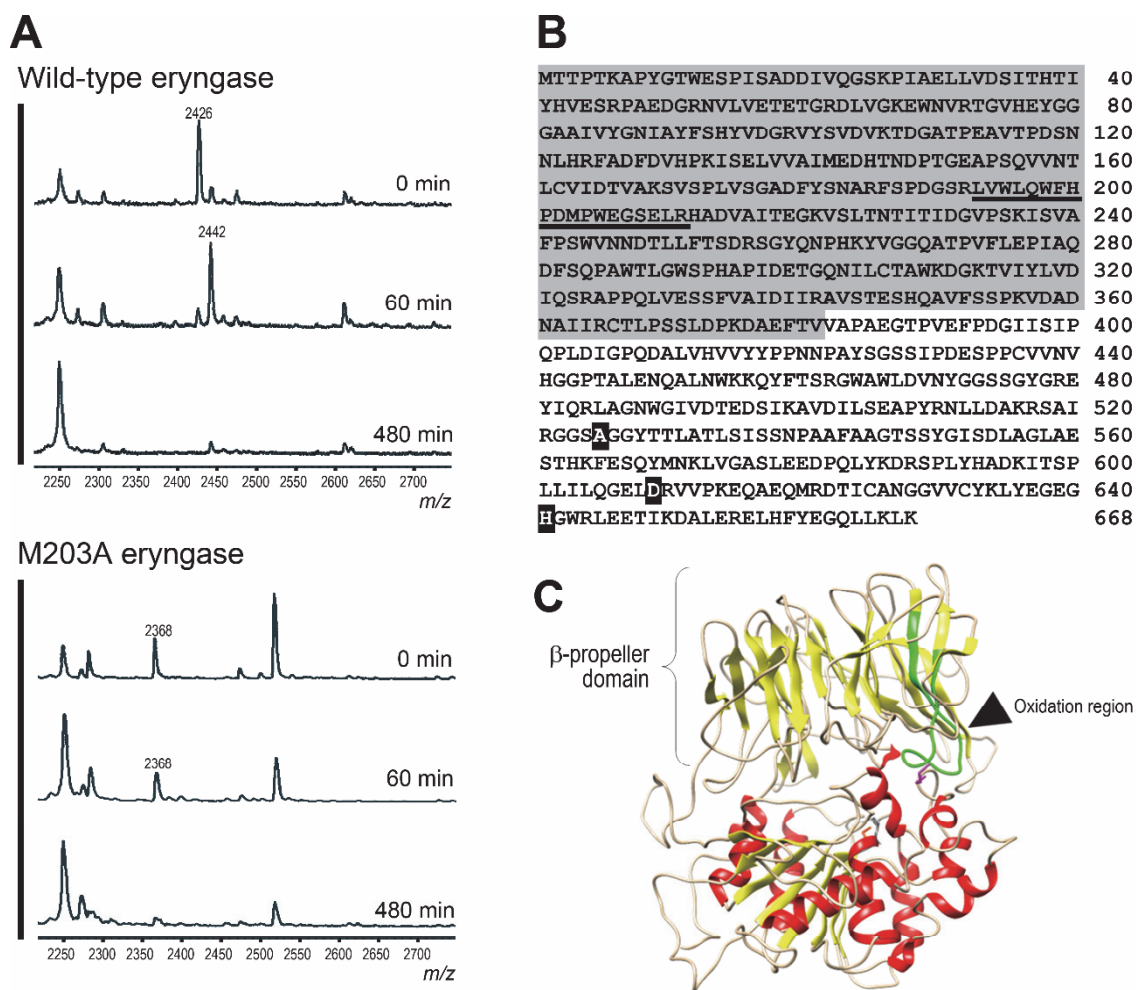 A
Wild-type eryngase
2426
0 min
2442
60 min
480 min
2250 2300 2350 2400 2450 2500 2550 2600 2650 2700
m/z
M203A eryngase
2368
0 min
2368
60 min
480 min
2250 2300 2350 2400 2450 2500 2550 2600 2650 2700
m/z
B
MTTPTKAPYGTWESPISADDIVQGSKPIAELLVDSITHTI 40
YHVESRPAEDGRNVLVETETGRDLVGKEWNVRTGVHEYGG 80
GAAIVYGNIAYFSHYVDGRVYSVDVKTDGATPEAVTPDSN 120
NLHRFADFDVHPKISELVVAIMEDHTNDPTGEAPSQVVNT 160
LCVIDTVAKSVSPLVSGADFYSNARFSPDGSRLVWLQWFH 200
PDMPWEGSELRHADVAITEGKVSLTNTITIDGVPSKISVA 240
FPSWVNNDTLLFTSDRSGYQNPHKYVGGQATPVFLEPIAQ 280
DFSQPAWTLGWSPHAPIDETGQNILCTAWKDGKTVIYLVD 320
IQSRAPPQLVESSFVAIDIIRAVSTESHQAVFSSPKVDAD 360
NAIIRCTLPSSLDPKDAEFTVVAPAEGTPVEFPDGIISIP 400
QPLDIGPQDALVHVVYYPPNNPAYSGSSIPDESPPCVVNV 440
HGGPTALENQALNWKKQYFTSRGWAWLDVNYGGSSGYGRE 480
YIQRLAGNWGIVDTEDSIKAVDILSEAPYRNLLDAKRSAI 520
RGGSAGGYTTLATLSISSNPAAFAAGTSSYGISDLAGLAE 560
STHKFESQYMNKLVGASLEEDPQLYKDRSPLYHADKITSP 600
LLILQGELDRVVPKEQAEQMRDTICANGGVVCYKLYEGEG 640
HGWRLEETIKDALERELHFYEGQLLKLK 668
C
β-propeller
domain
Oxidation region